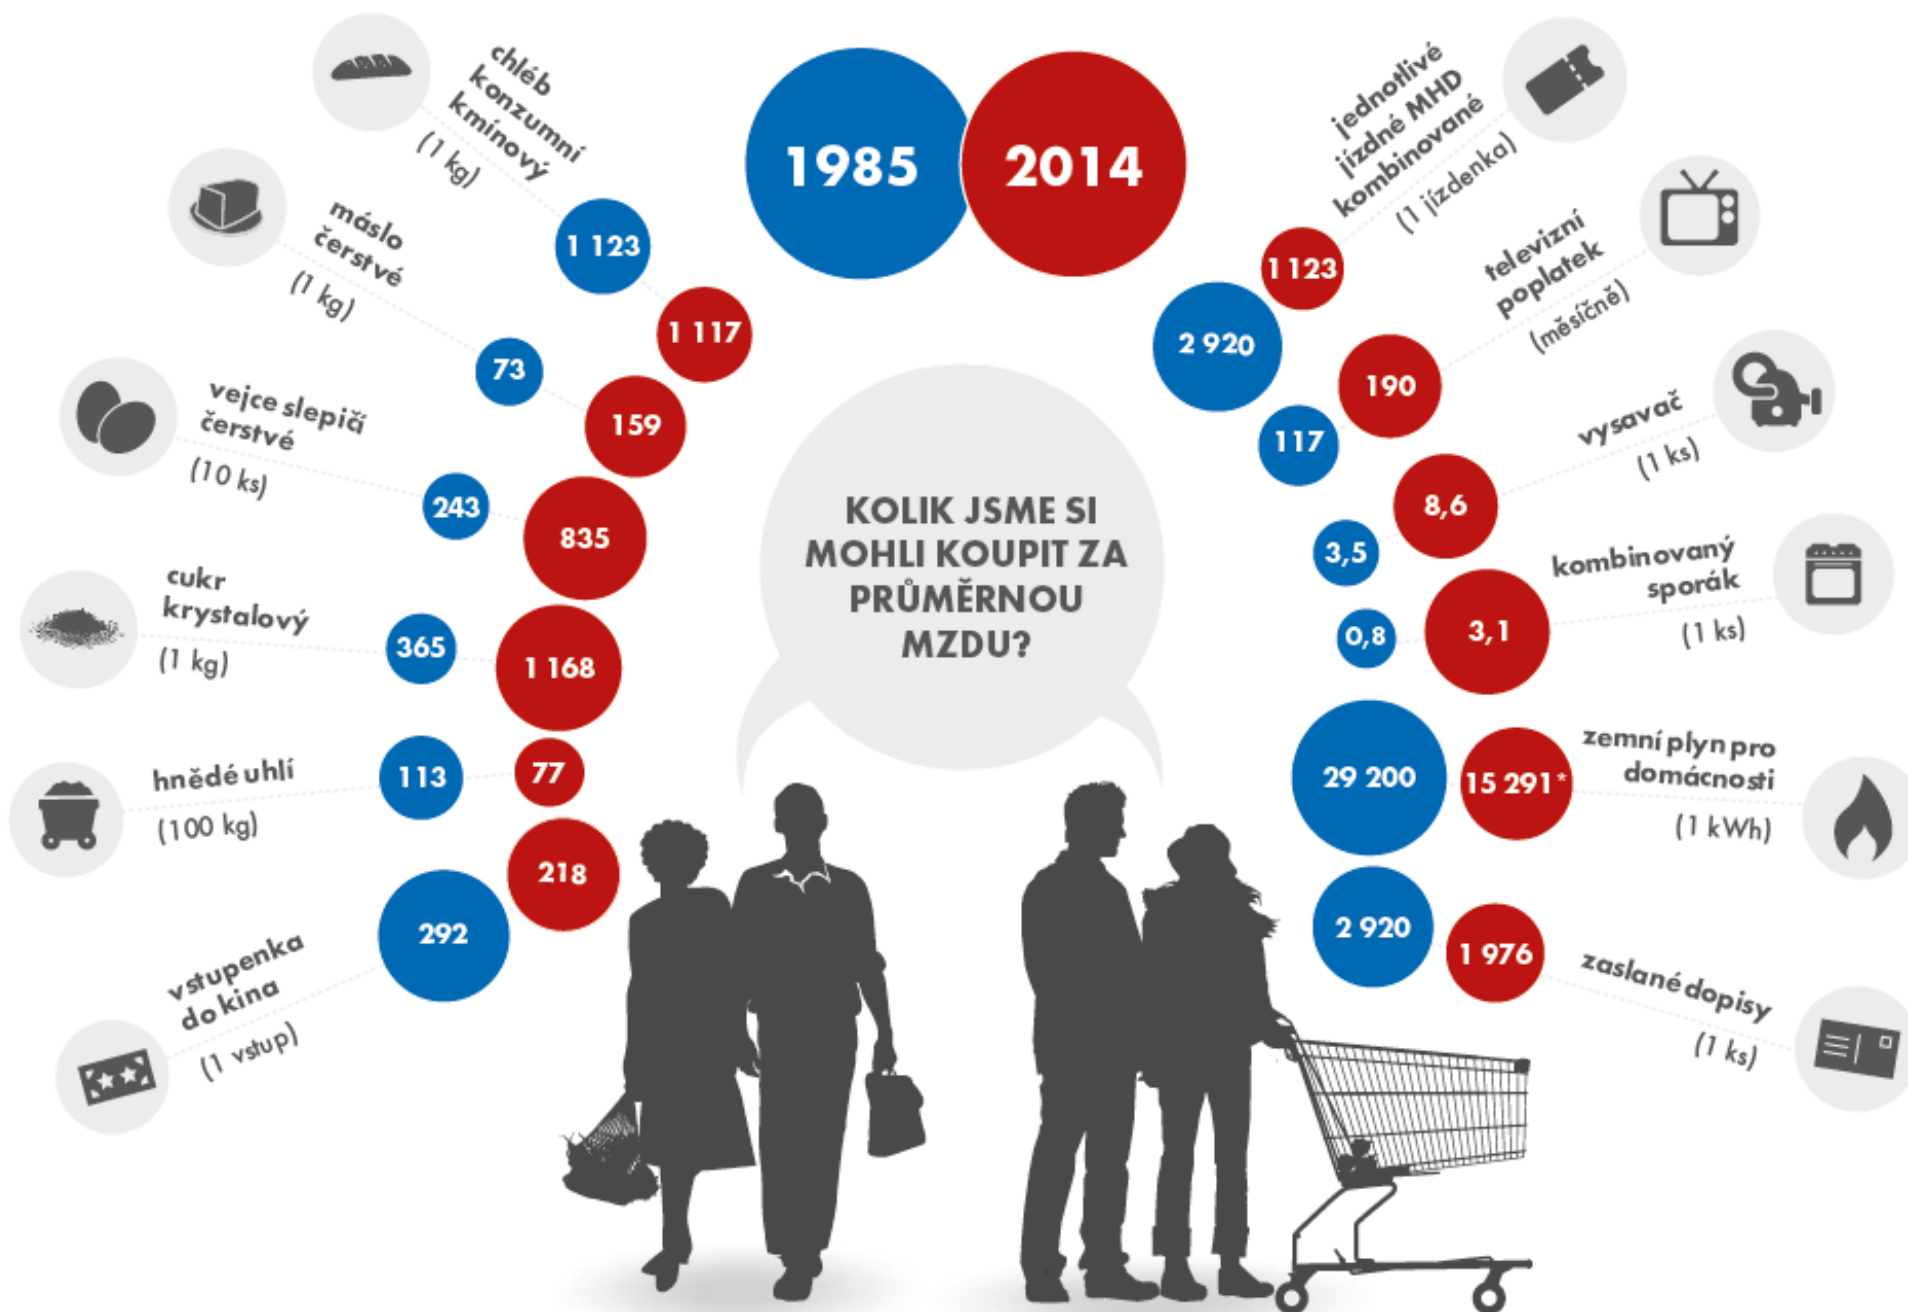 1985
2014
KOLIK JSME SI
MOHLI KOUPIT ZA
PRŮMĚRNOU
MZDU?
chléb
konzumní
kmínový
(1 kg)
1 123
1 117
máslo
čerstvé
(1 kg)
73
159
vejce slepičí
čerstvé
(10 ks)
243
835
cukr
krystalový
(1 kg)
365
1 168
hnědé uhlí
(100 kg)
113
77
vstupenka
do kina
(1 vstup)
292
218
jednotlivé
jízdné MHD
kombinované
(1 jízdenka)
1 123
2 920
televizní
poplatek
(měsíčně)
190
117
vysavač
(1 ks)
8,6
3,5
kombinovaný
sporák
(1 ks)
0,8
3,1
zemní plyn pro
domácnosti
(1 kWh)
29 200
15 291*
zaslané dopisy
(1 ks)
2 920
1 976